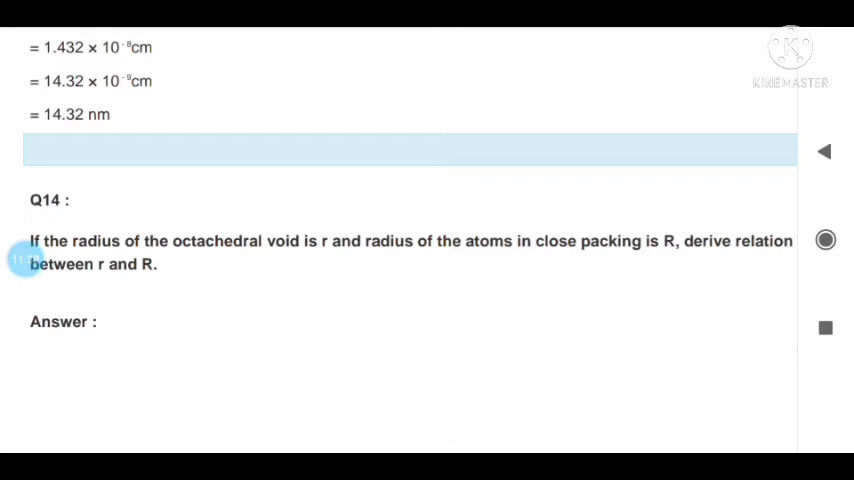 = 1.432 × 10⁻⁸cm
= 14.32 × 10⁻⁹cm
= 14.32 nm
K
KINEMASTER
Q14 :
If the radius of the octachedral void is r and radius of the atoms in close packing is R, derive relation
between r and R.
Answer :